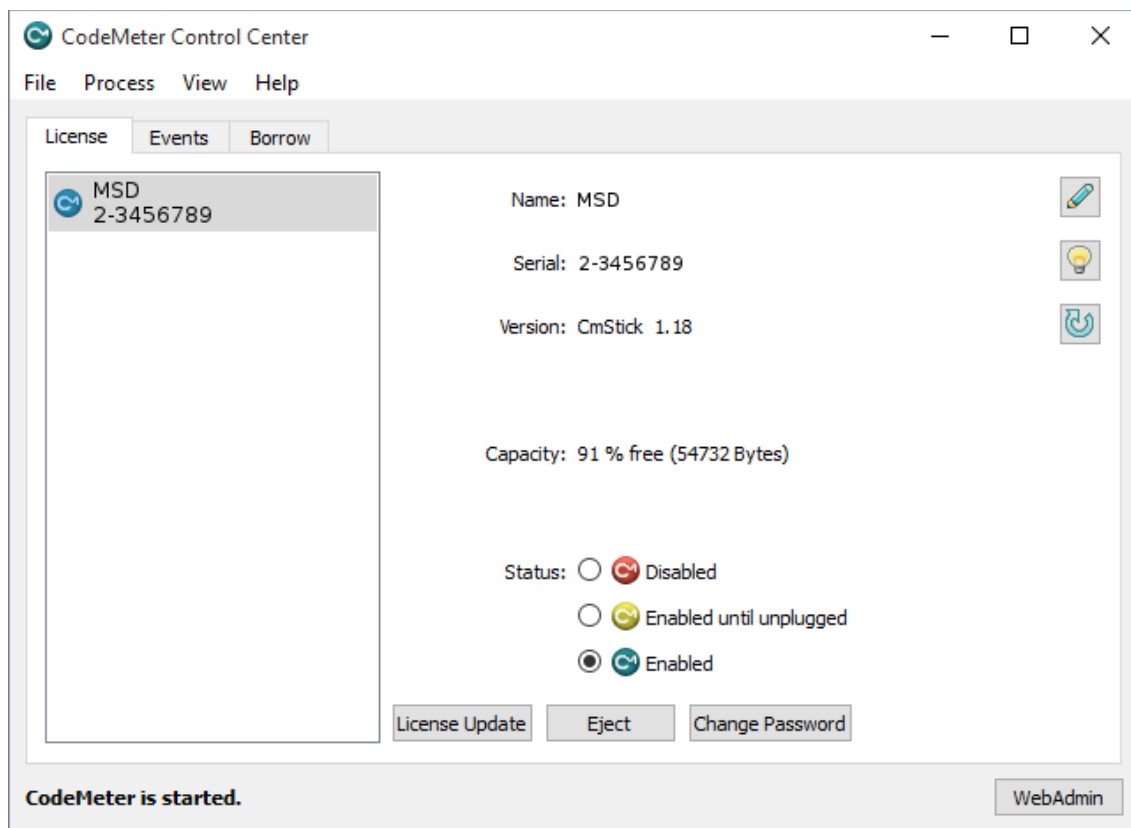 CodeMeter Control Center
File Process View Help
License Events Borrow
MSD
2-3456789
Name: MSD
Serial: 2-3456789
Version: CmStick 1.18
Capacity: 91 % free (54732 Bytes)
Status: Disabled
Enabled until unplugged
Enabled
License Update Eject Change Password
CodeMeter is started. WebAdmin